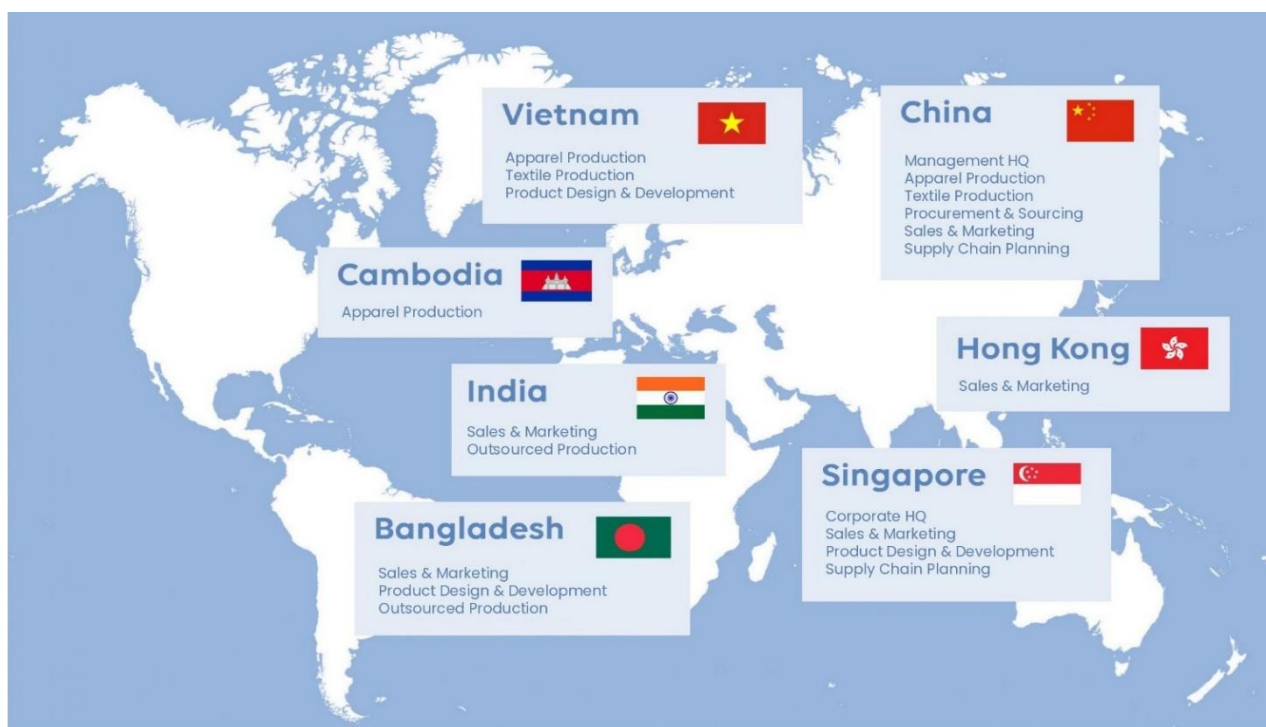 Vietnam
Apparel Production
Textile Production
Product Design & Development
China
Management HQ
Apparel Production
Textile Production
Procurement & Sourcing
Sales & Marketing
Supply Chain Planning
Cambodia
Apparel Production
Hong Kong
Sales & Marketing
India
Sales & Marketing
Outsourced Production
Singapore
Corporate HQ
Sales & Marketing
Product Design & Development
Supply Chain Planning
Bangladesh
Sales & Marketing
Product Design & Development
Outsourced Production